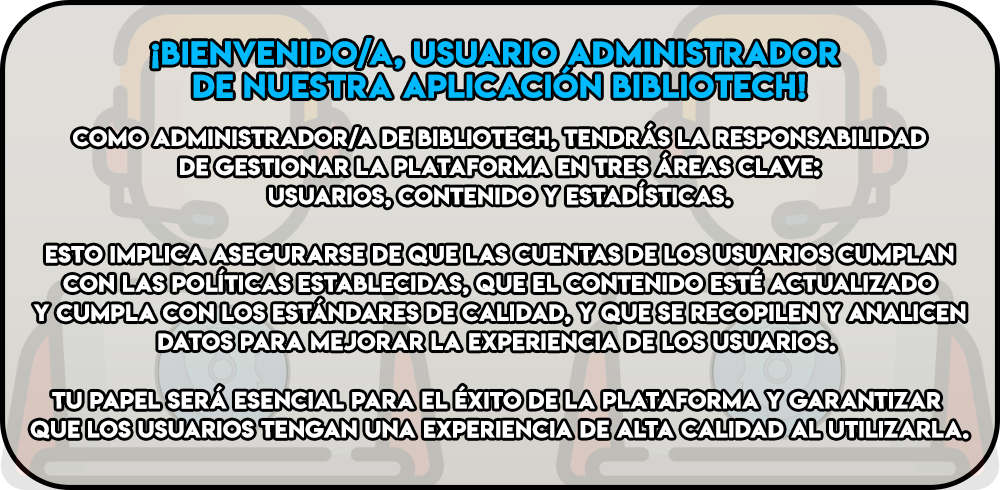 ¡BIENVENIDO/A, USUARIO ADMINISTRADOR
DE NUESTRA APLICACIÓN BIBLIOTECH!
COMO ADMINISTRADOR/A DE BIBLIOTECH, TENDRÁS LA RESPONSABILIDAD
DE GESTIONAR LA PLATAFORMA EN TRES ÁREAS CLAVE:
USUARIOS, CONTENIDO Y ESTADÍSTICAS.
ESTO IMPLICA ASEGURARSE DE QUE LAS CUENTAS DE LOS USUARIOS CUMPLAN
CON LAS POLÍTICAS ESTABLECIDAS, QUE EL CONTENIDO ESTÉ ACTUALIZADO
Y CUMPLA CON LOS ESTÁNDARES DE CALIDAD, Y QUE SE RECOPILEN Y ANALICEN
DATOS PARA MEJORAR LA EXPERIENCIA DE LOS USUARIOS.
TU PAPEL SERÁ ESENCIAL PARA EL ÉXITO DE LA PLATAFORMA Y GARANTIZAR
QUE LOS USUARIOS TENGAN UNA EXPERIENCIA DE ALTA CALIDAD AL UTILIZARLA.